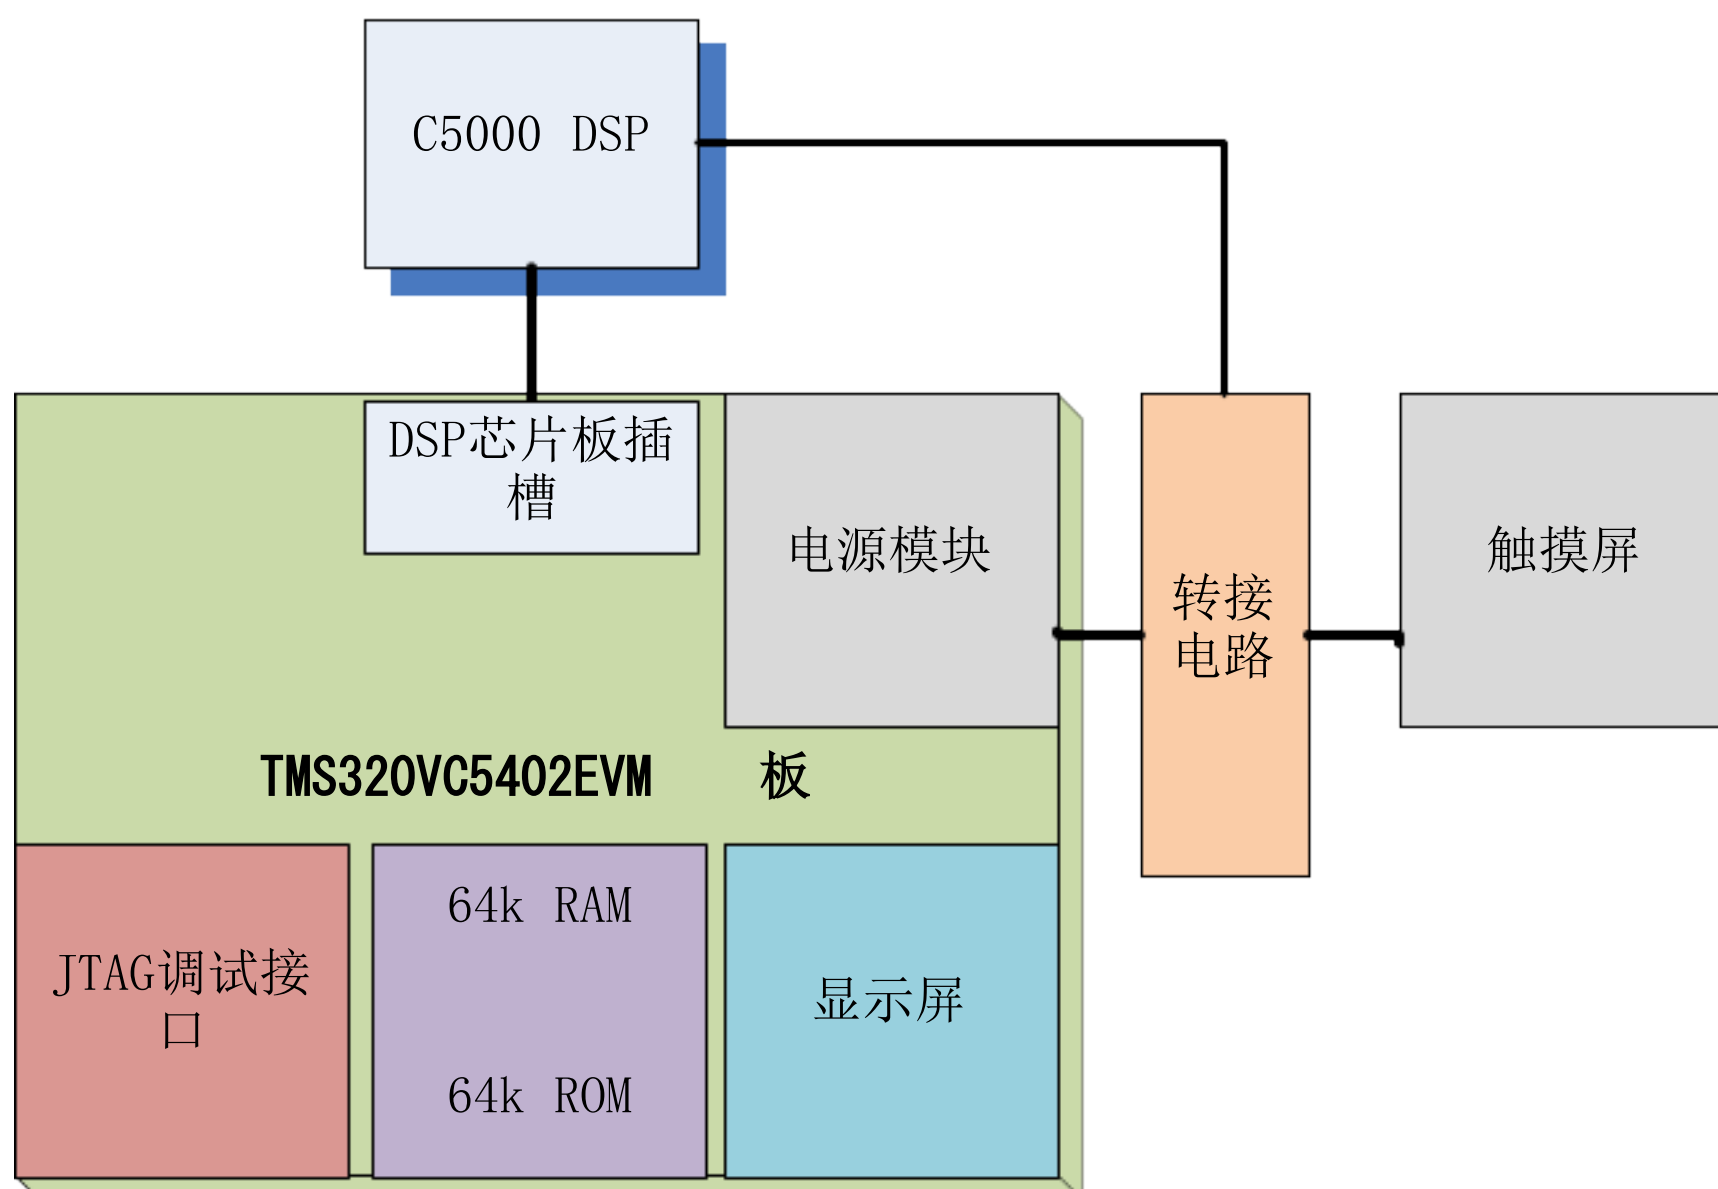 C5000 DSP
DSP芯片板插
槽
电源模块
转接
电路
触摸屏
TMS320VC5402EVM 板
JTAG调试接
口
64k RAM
64k ROM
显示屏